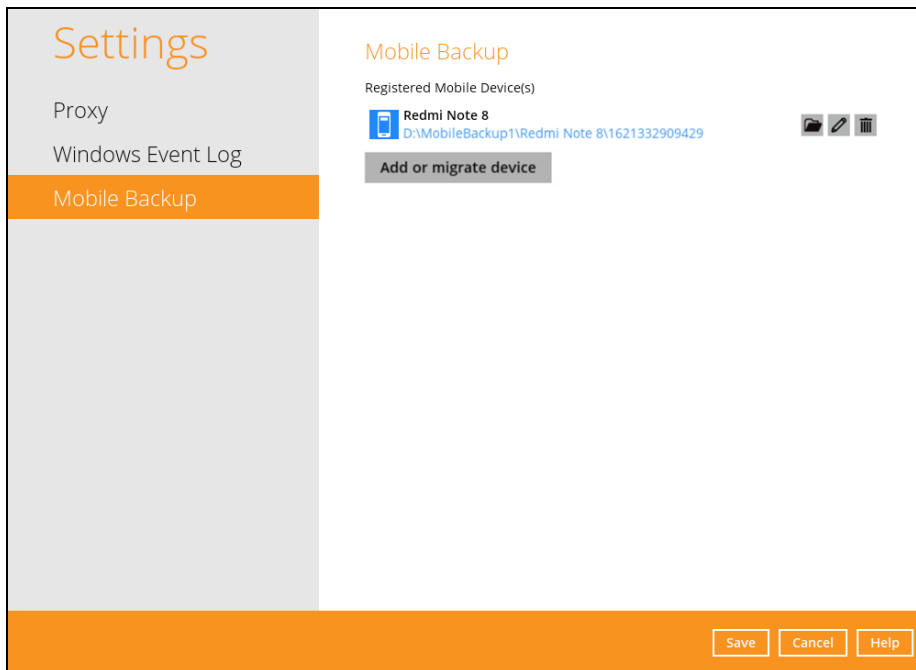 Settings
Proxy
Windows Event Log
Mobile Backup
Mobile Backup
Registered Mobile Device(s)
Redmi Note 8
D:\MobileBackup1\Redmi Note 8\1621332909429
Add or migrate device
Save Cancel Help